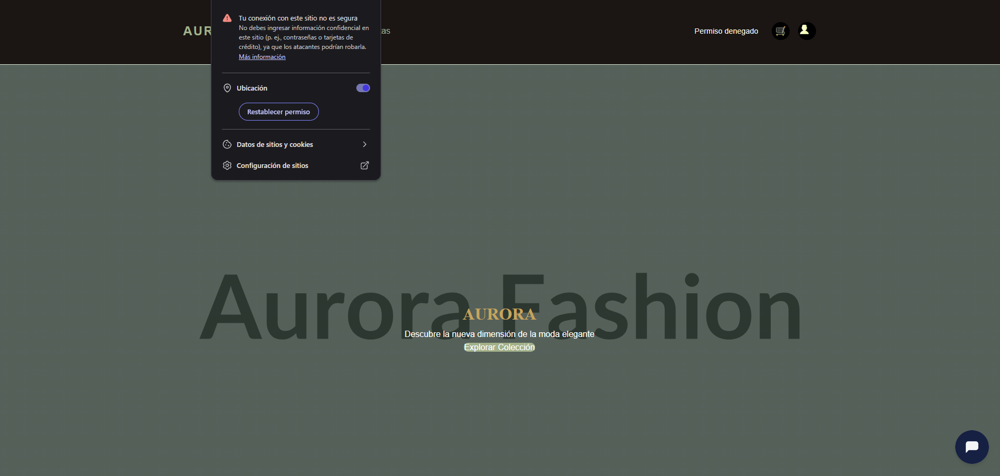 Tu conexión con este sitio no es segura
No debes ingresar información confidencial en
este sitio (p. ej., contraseñas o tarjetas de
crédito), ya que los atacantes podrían robarla.
Más información
Ubicación
Restablecer permiso
Datos de sitios y cookies
Configuración de sitios
AUR
tas
Permiso denegado
Aurora Fashion
AURORA
Descubre la nueva dimensión de la moda elegante
Explorar Colección